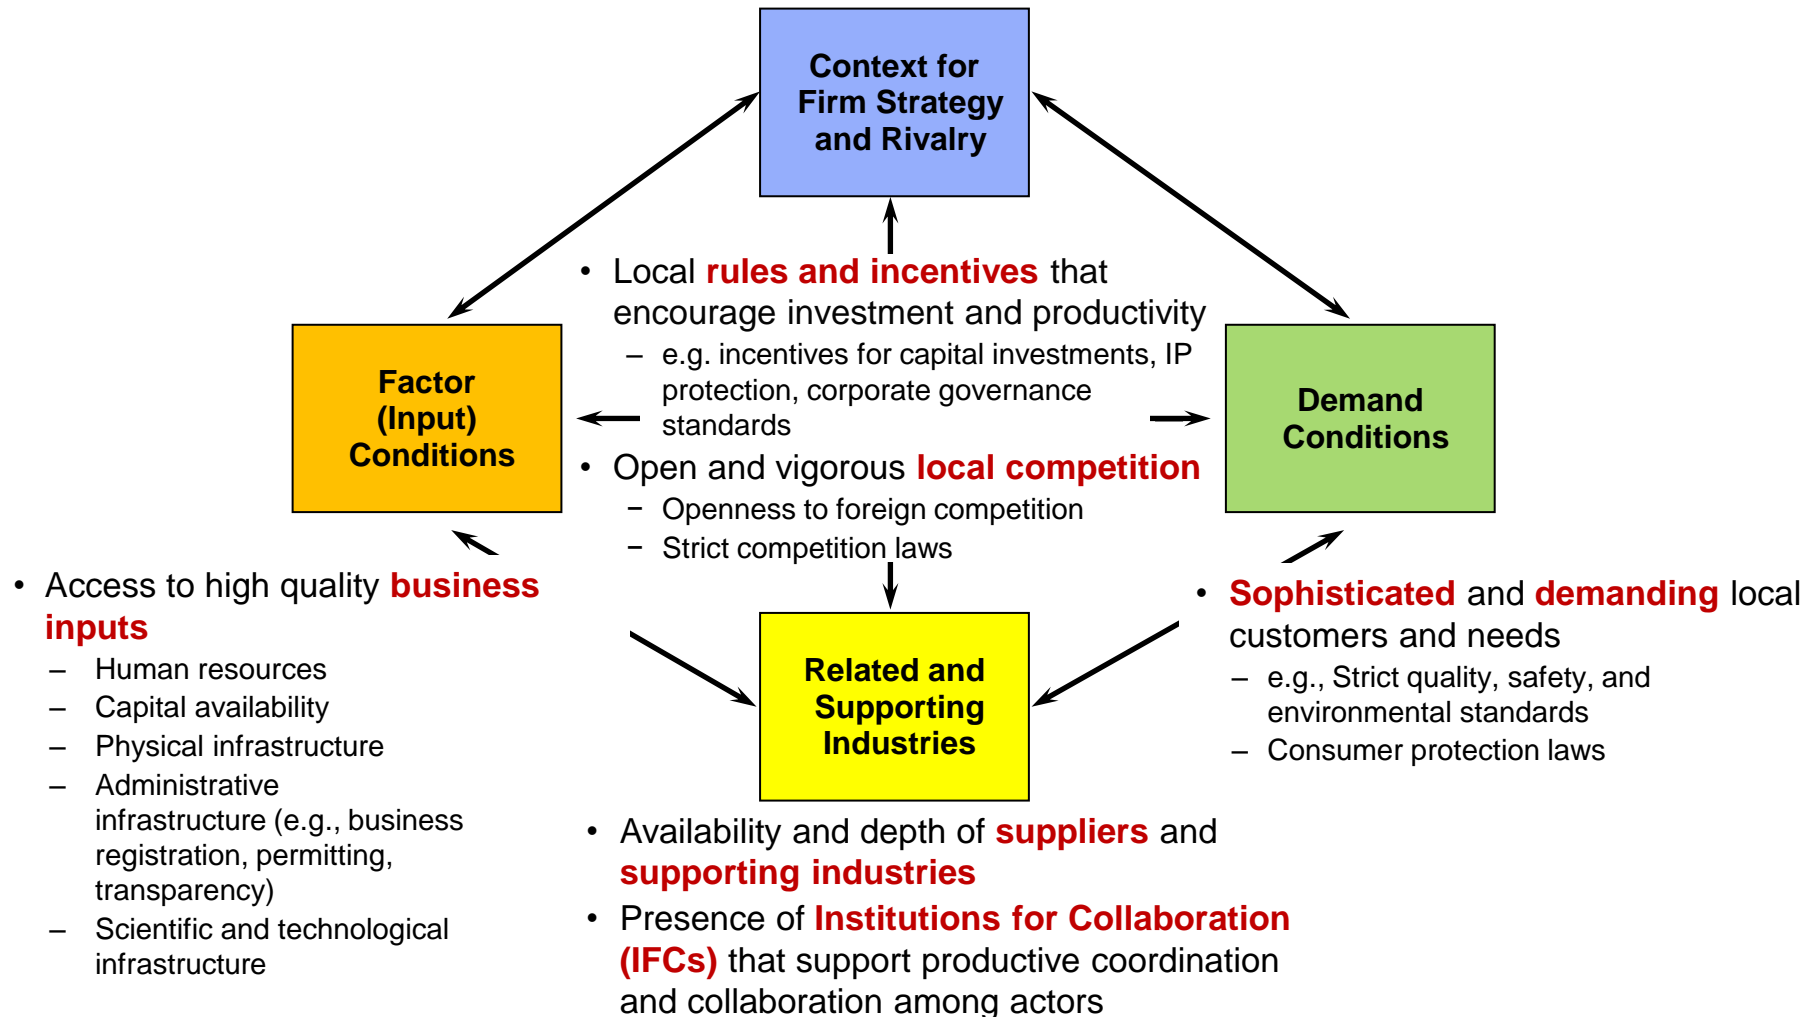 Context for
Firm Strategy
and Rivalry
• Local rules and incentives that
encourage investment and productivity
– e.g. incentives for capital investments, IP
protection, corporate governance
standards
• Open and vigorous local competition
− Openness to foreign competition
− Strict competition laws
Factor
(Input)
Conditions
Demand
Conditions
• Access to high quality business
inputs
– Human resources
– Capital availability
– Physical infrastructure
– Administrative
infrastructure (e.g., business
registration, permitting,
transparency)
– Scientific and technological
infrastructure
Related and
Supporting
Industries
• Sophisticated and demanding local
customers and needs
– e.g., Strict quality, safety, and
environmental standards
– Consumer protection laws
• Availability and depth of suppliers and
supporting industries
• Presence of Institutions for Collaboration
(IFCs) that support productive coordination
and collaboration among actors